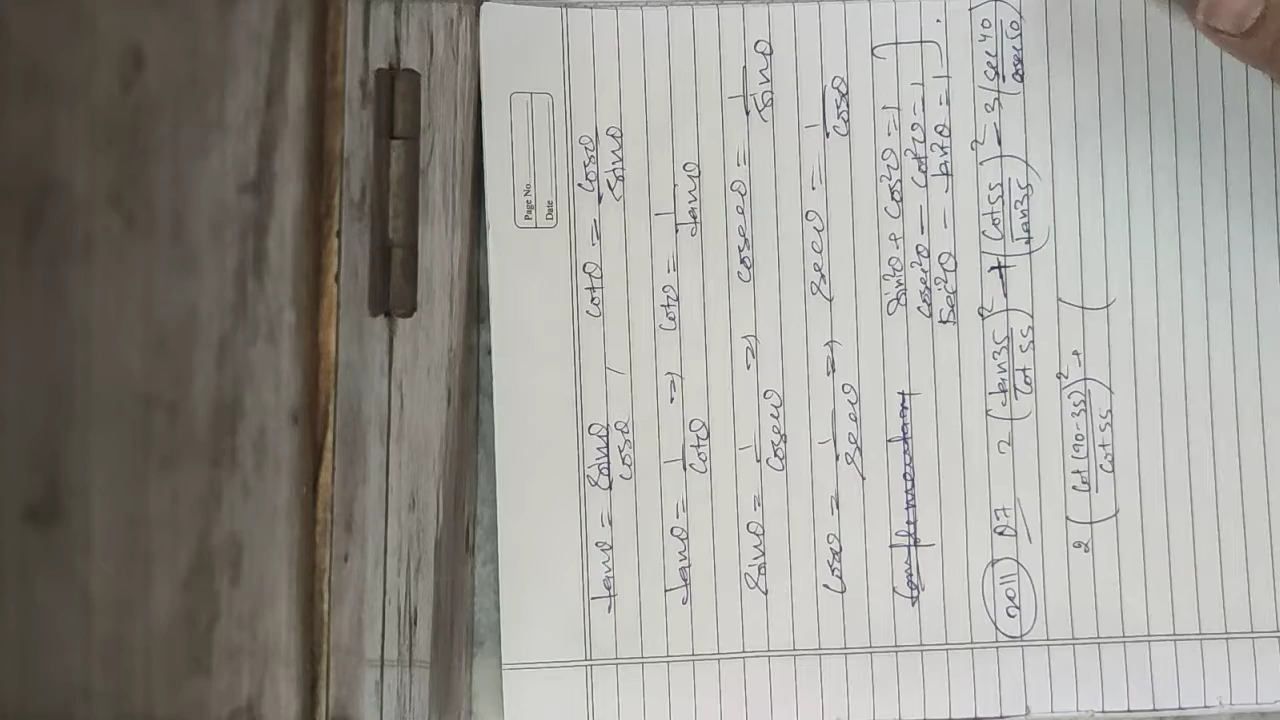 Page No.
Date
tanθ = sinθ/cosθ , cotθ = cosθ/sinθ
tanθ = 1/cotθ ⇒ cotθ = 1/tanθ
sinθ = 1/cosecθ ⇒ cosecθ = 1/sinθ
cosθ = 1/secθ ⇒ secθ = 1/cosθ
sin²θ + cos²θ = 1
cosec²θ - cot²θ = 1
sec²θ - tan²θ = 1
2011 Q7 2(tan35/cot55)² + (cot55/tan35)² - 3(sec40/cosec50)
2(cot(90-35)/cot55)² + (